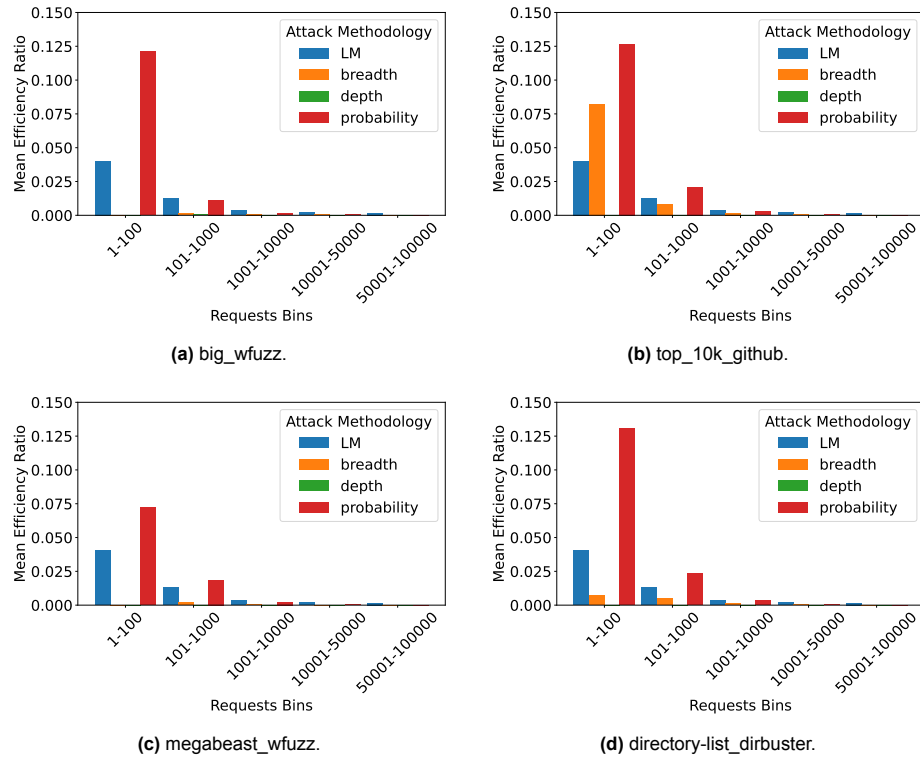 0.150
0.125
0.100
0.075
0.050
0.025
0.000
Mean Efficiency Ratio
Attack Methodology
LM
breadth
depth
probability
1-100
101-1000
1001-10000
10001-50000
50001-100000
Requests Bins
(a) big_wfuzz.
0.150
0.125
0.100
0.075
0.050
0.025
0.000
Mean Efficiency Ratio
Attack Methodology
LM
breadth
depth
probability
1-100
101-1000
1001-10000
10001-50000
50001-100000
Requests Bins
(b) top_10k_github.
0.150
0.125
0.100
0.075
0.050
0.025
0.000
Mean Efficiency Ratio
Attack Methodology
LM
breadth
depth
probability
1-100
101-1000
1001-10000
10001-50000
50001-100000
Requests Bins
(c) megabeast_wfuzz.
0.150
0.125
0.100
0.075
0.050
0.025
0.000
Mean Efficiency Ratio
Attack Methodology
LM
breadth
depth
probability
1-100
101-1000
1001-10000
10001-50000
50001-100000
Requests Bins
(d) directory-list_dirbuster.